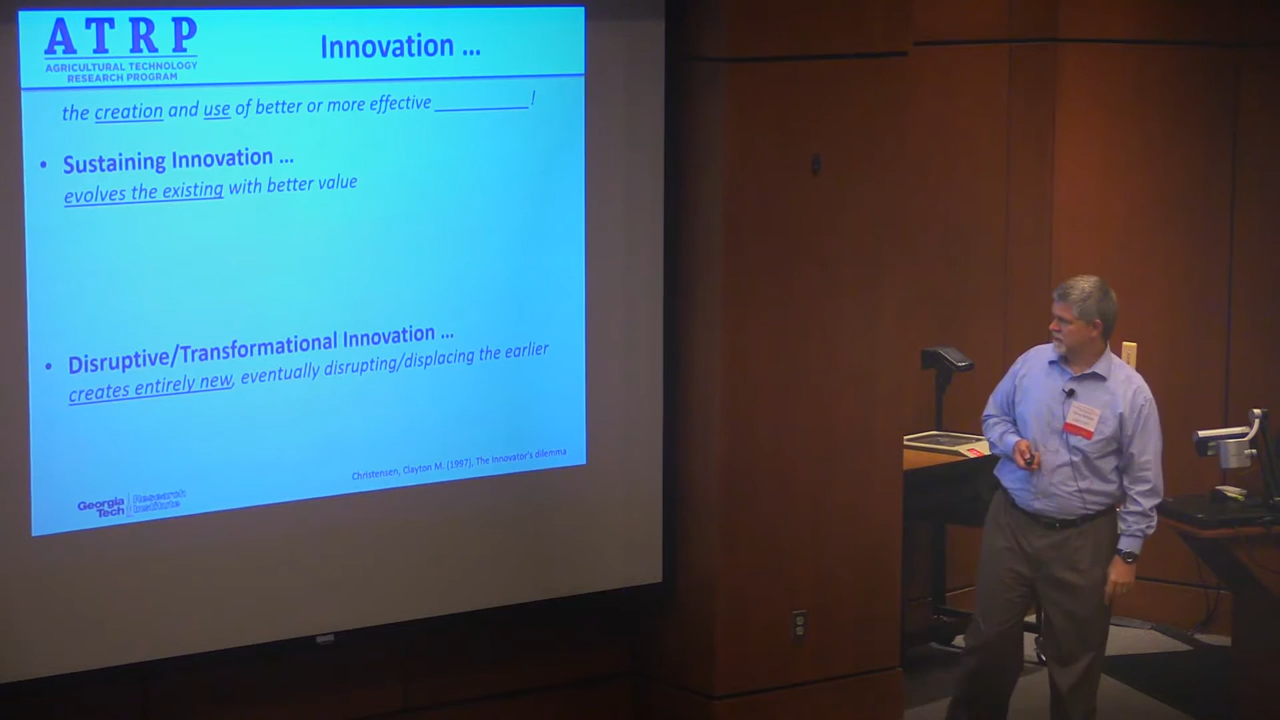 ATRP
AGRICULTURAL TECHNOLOGY
RESEARCH PROGRAM
Innovation ...
the creation and use of better or more effective __________!
• Sustaining Innovation ...
evolves the existing with better value
• Disruptive/Transformational Innovation ...
creates entirely new, eventually disrupting/displacing the earlier
Christensen, Clayton M. (1997), The Innovator's dilemma
Georgia Tech | Research Institute